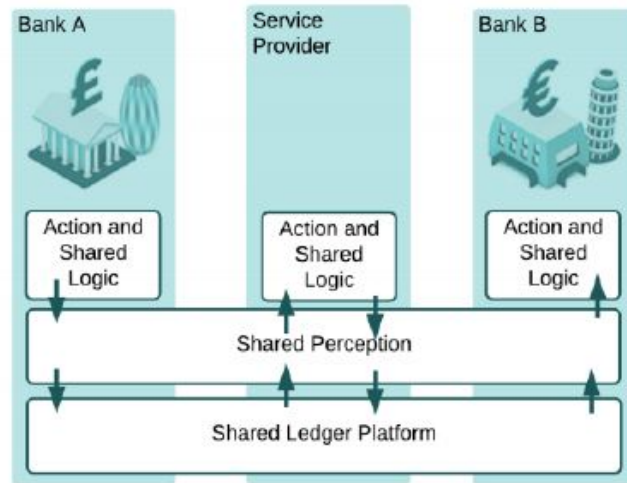 Bank A
Service
Provider
Bank B
£
€
Action and
Shared
Logic
Action and
Shared
Logic
Action and
Shared
Logic
Shared Perception
Shared Ledger Platform